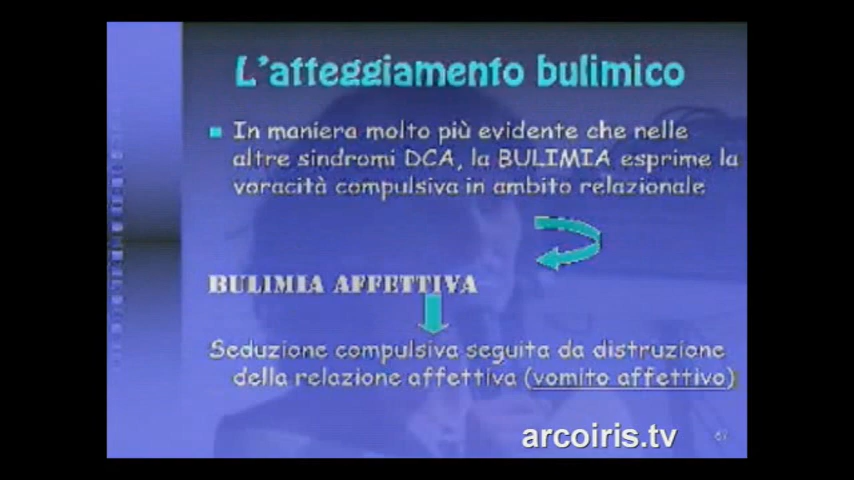 L'atteggiamento bulimico
In maniera molto più evidente che nelle
altre sindromi DCA, la BULIMIA esprime la
voracità compulsiva in ambito relazionale
BULIMIA AFFETTIVA
Seduzione compulsiva seguita da distruzione
della relazione affettiva (vomito affettivo)
arcoiris.tv